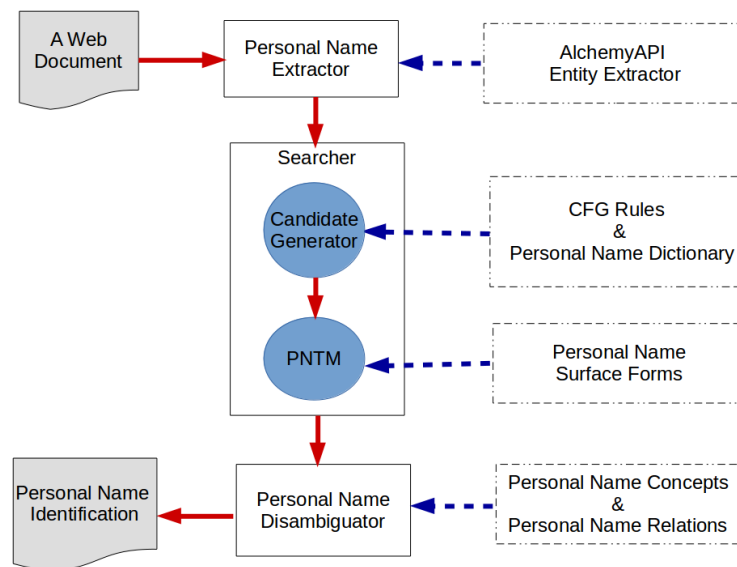 A Web
Document
Personal Name
Extractor
AlchemyAPI
Entity Extractor
Searcher
Candidate
Generator
CFG Rules
&
Personal Name Dictionary
PNTM
Personal Name
Surface Forms
Personal Name
Identification
Personal Name
Disambiguator
Personal Name Concepts
&
Personal Name Relations